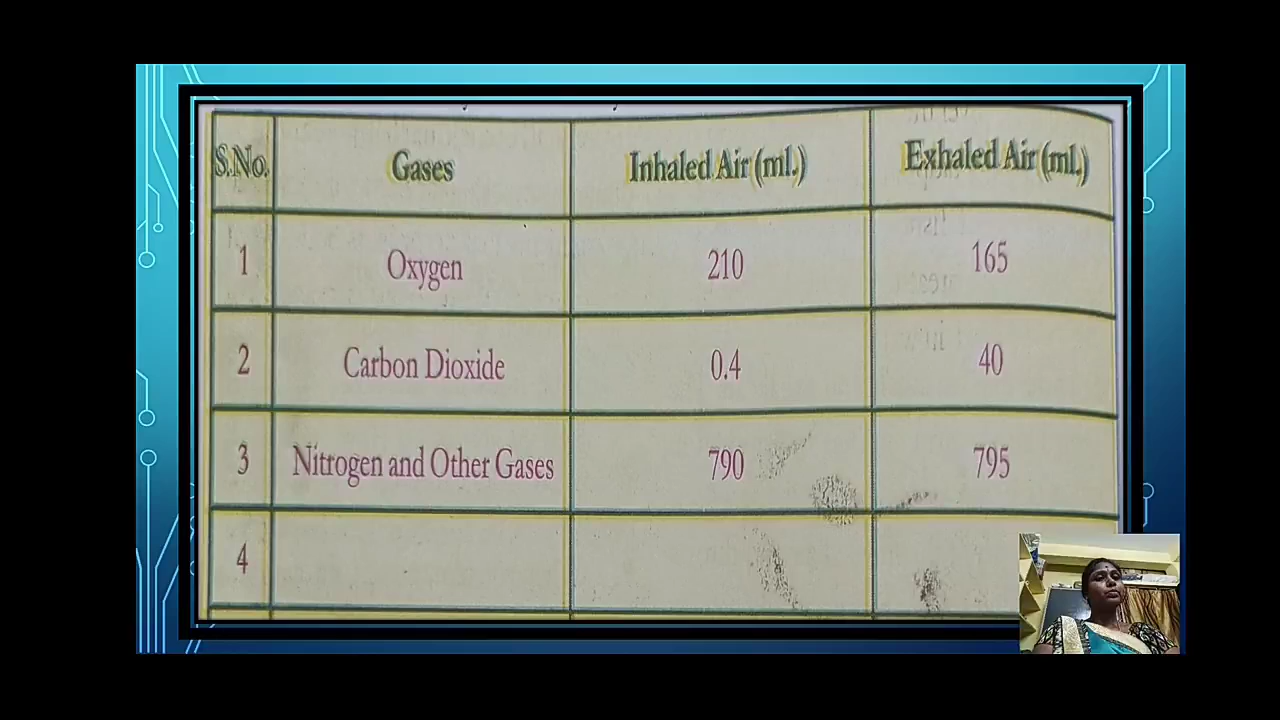 S.No. Gases Inhaled Air (ml.) Exhaled Air (ml.)
1 Oxygen 210 165
2 Carbon Dioxide 0.4 40
3 Nitrogen and Other Gases 790 795
4